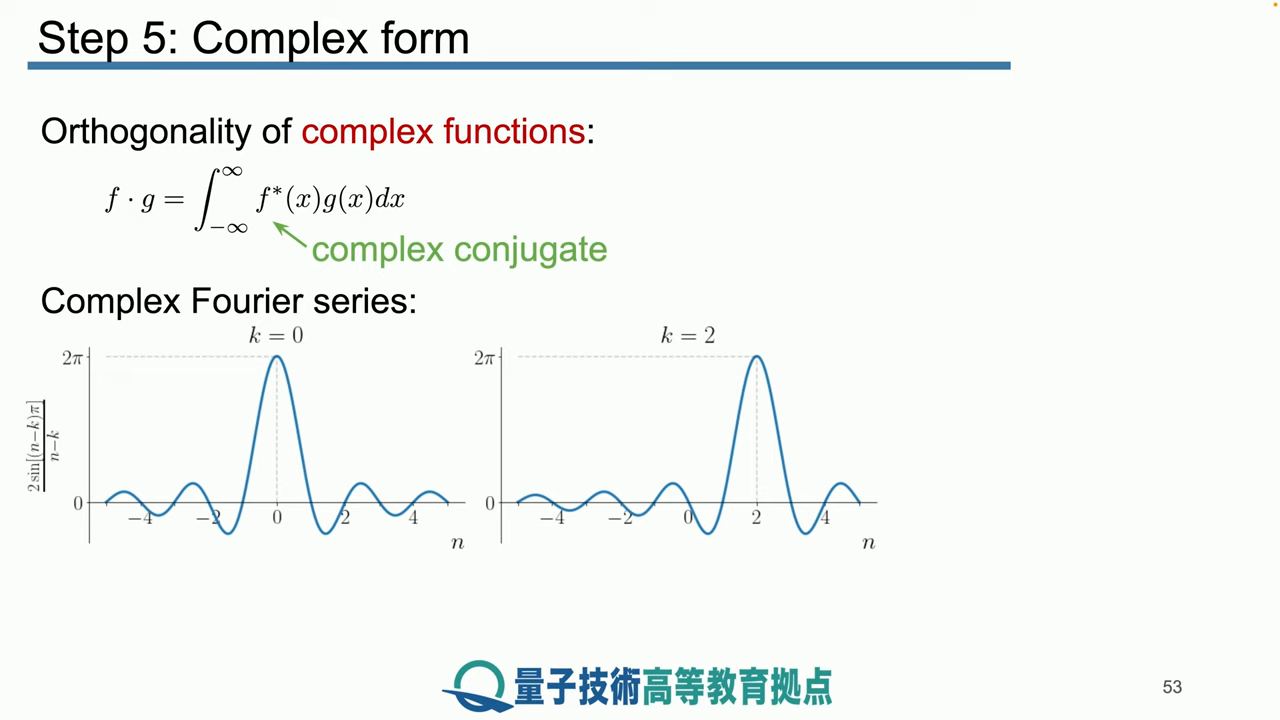 Step 5: Complex form
Orthogonality of complex functions:
f · g = ∫_{−∞}^{∞} f*(x)g(x)dx
complex conjugate
Complex Fourier series:
k = 0
2π
0
2 sin[(n−k)π] / n−k
−4 −2 0 2 4
n
k = 2
2π
0
−4 −2 0 2 4
n
量子技術高等教育拠点
53